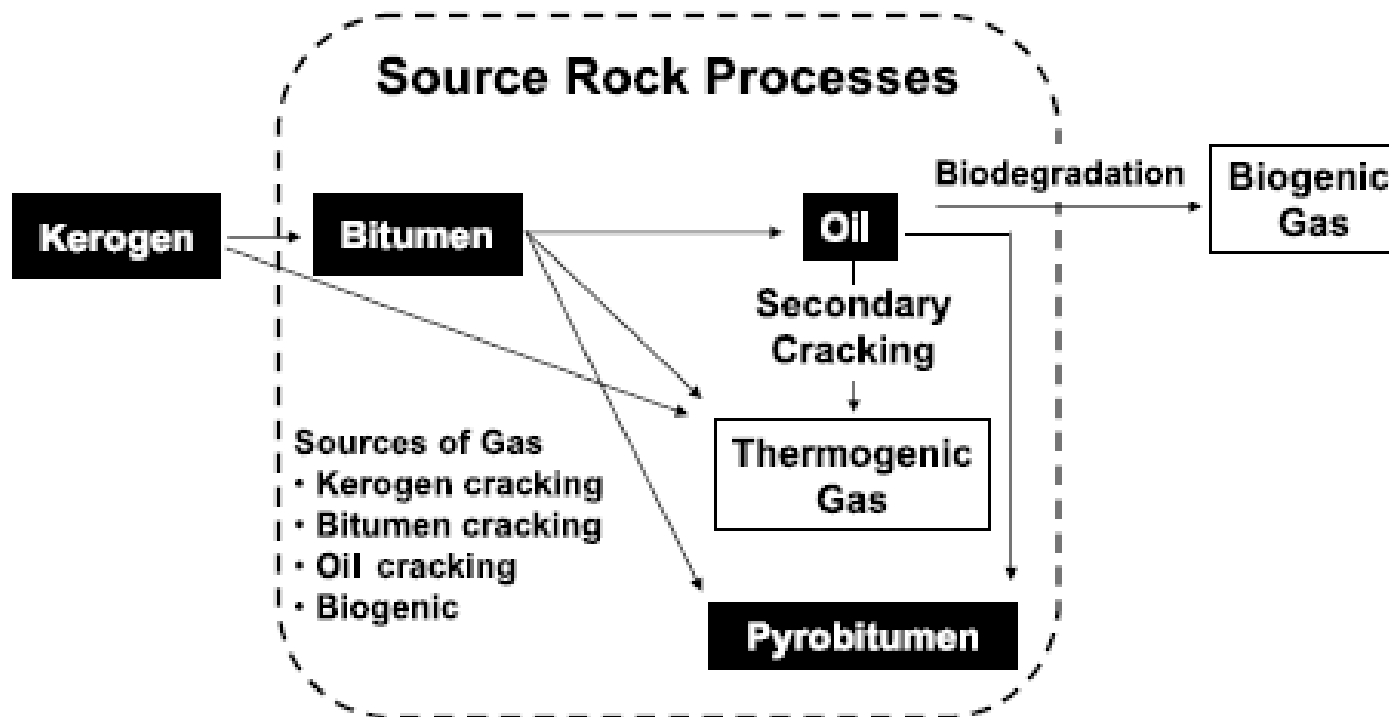 Source Rock Processes
Kerogen
Bitumen
Oil
Biodegradation
Biogenic
Gas
Secondary
Cracking
Thermogenic
Gas
Sources of Gas
• Kerogen cracking
• Bitumen cracking
• Oil cracking
• Biogenic
Pyrobitumen